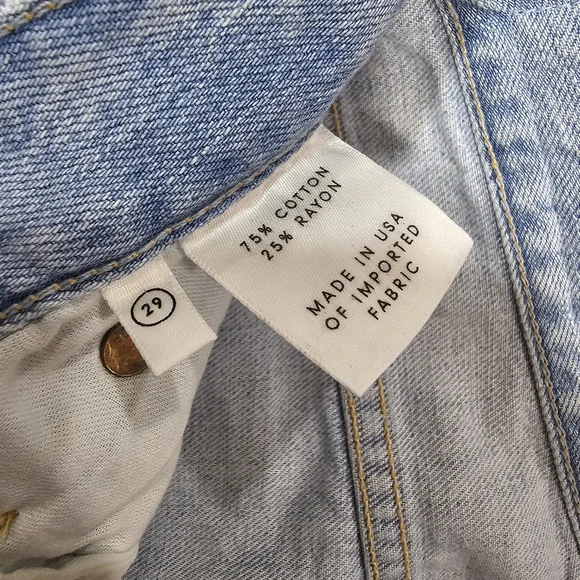 75% COTTON
25% RAYON
MADE IN USA
OF IMPORTED
FABRIC
29